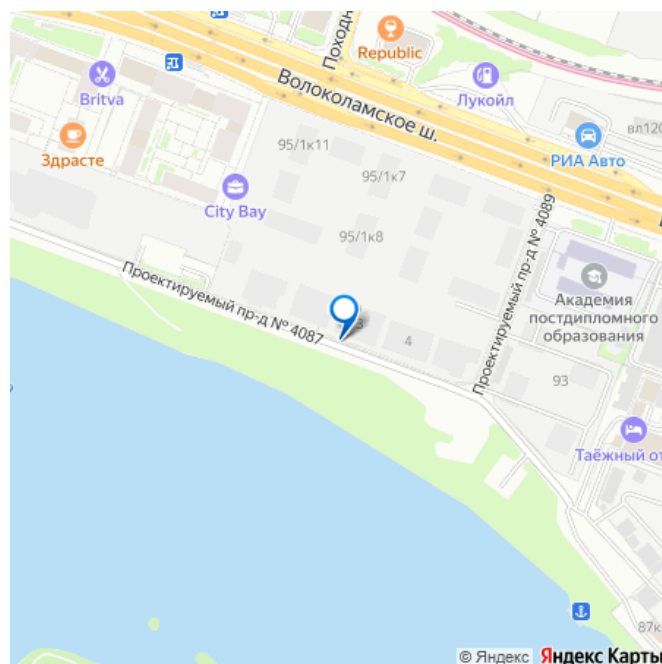 Походн
Republic
Britva
Лукойл
Волоколамское ш.
вл120
95/1к11
РИА Авто
Здрасте
95/1к7
City Bay
Проектируемый пр-д № 4089
95/1к8
Академия
постдипломного
образования
Проектируемый пр-д № 4087
3
4
93
Таёжный от
87к
© Яндекс Яндекс Карты